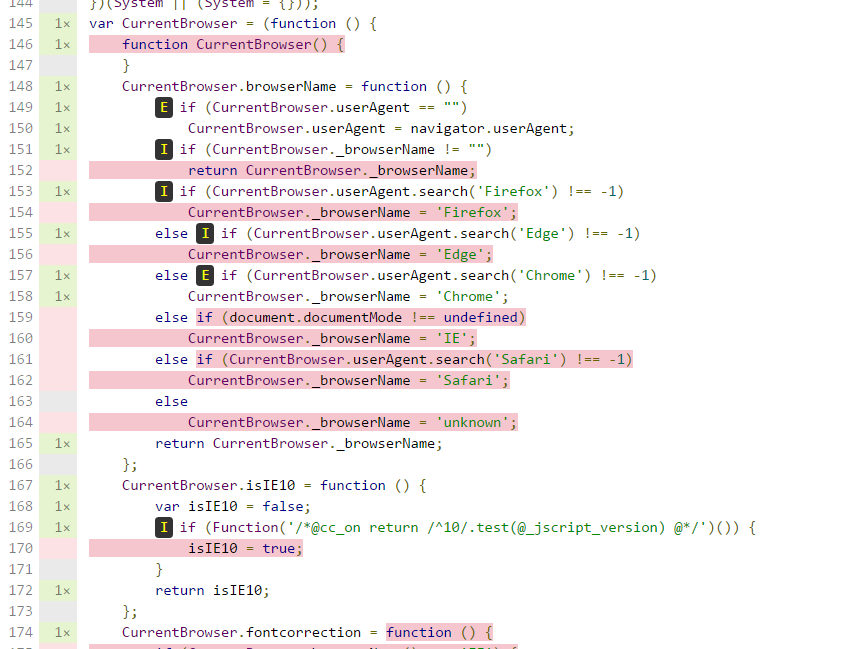 144 })(System || (System = {}));
145 1× var CurrentBrowser = (function () {
146 1× function CurrentBrowser() {
147 }
148 1× CurrentBrowser.browserName = function () {
149 1× E if (CurrentBrowser.userAgent == "")
150 1× CurrentBrowser.userAgent = navigator.userAgent;
151 1× I if (CurrentBrowser._browserName != "")
152 return CurrentBrowser._browserName;
153 1× I if (CurrentBrowser.userAgent.search('Firefox') !== -1)
154 CurrentBrowser._browserName = 'Firefox';
155 1× else I if (CurrentBrowser.userAgent.search('Edge') !== -1)
156 CurrentBrowser._browserName = 'Edge';
157 1× else E if (CurrentBrowser.userAgent.search('Chrome') !== -1)
158 1× CurrentBrowser._browserName = 'Chrome';
159 else if (document.documentMode !== undefined)
160 CurrentBrowser._browserName = 'IE';
161 else if (CurrentBrowser.userAgent.search('Safari') !== -1)
162 CurrentBrowser._browserName = 'Safari';
163 else
164 CurrentBrowser._browserName = 'unknown';
165 1× return CurrentBrowser._browserName;
166 };
167 1× CurrentBrowser.isIE10 = function () {
168 1× var isIE10 = false;
169 1× I if (Function('/*@cc_on return /^10/.test(@_jscript_version) @*/')()) {
170 isIE10 = true;
171 }
172 1× return isIE10;
173 };
174 1× CurrentBrowser.fontcorrection = function () {